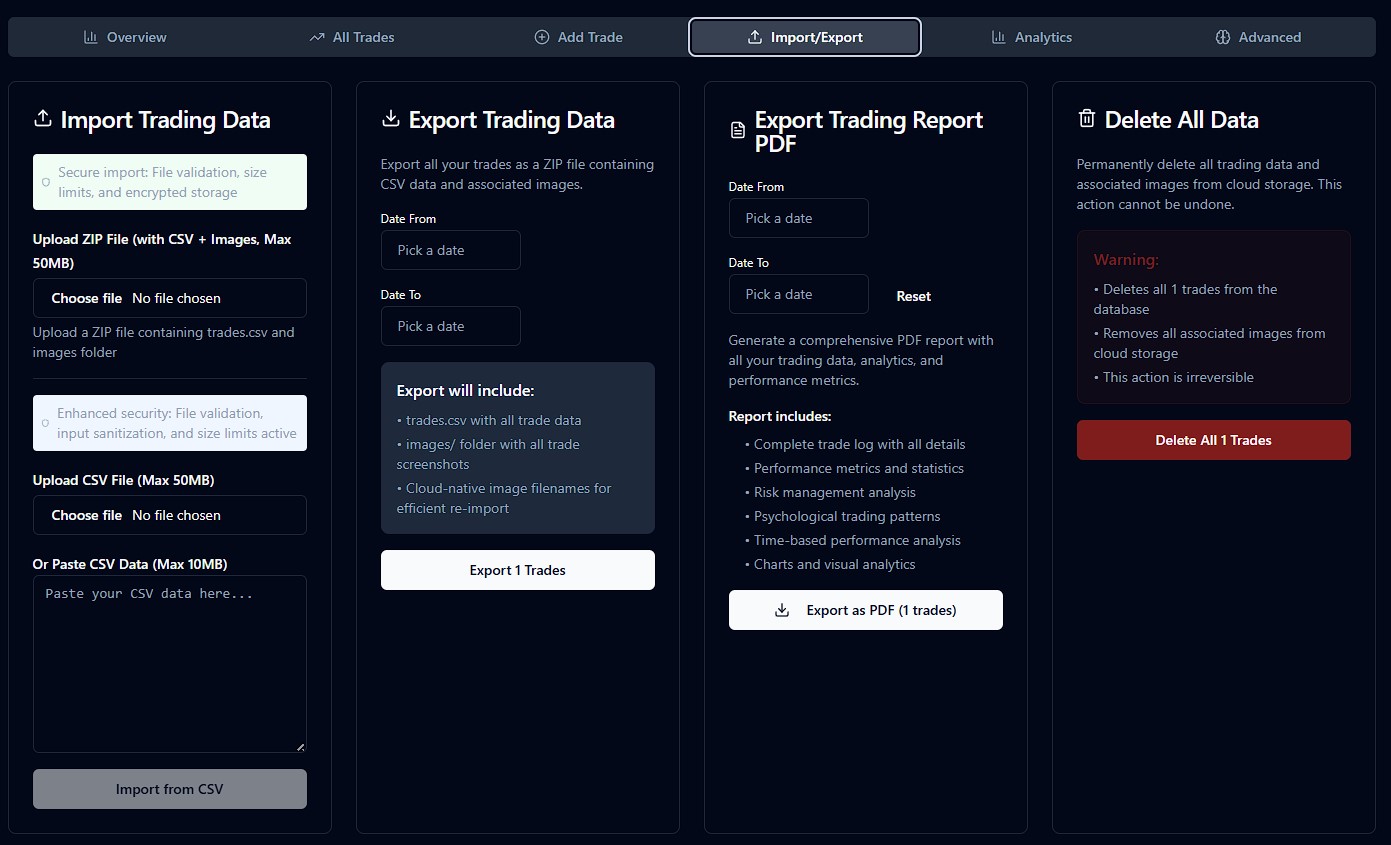 Overview
All Trades
Add Trade
Import/Export
Analytics
Advanced
Import Trading Data
Secure import: File validation, size
limits, and encrypted storage
Upload ZIP File (with CSV + Images, Max
50MB)
Choose file No file chosen
Upload a ZIP file containing trades.csv and
images folder
Enhanced security: File validation,
input sanitization, and size limits active
Upload CSV File (Max 50MB)
Choose file No file chosen
Or Paste CSV Data (Max 10MB)
Paste your CSV data here...
Import from CSV
Export Trading Data
Export all your trades as a ZIP file containing
CSV data and associated images.
Date From
Pick a date
Date To
Pick a date
Export will include:
• trades.csv with all trade data
• images/ folder with all trade
screenshots
• Cloud-native image filenames for
efficient re-import
Export 1 Trades
Export Trading Report
PDF
Date From
Pick a date
Date To
Pick a date
Reset
Generate a comprehensive PDF report with
all your trading data, analytics, and
performance metrics.
Report includes:
• Complete trade log with all details
• Performance metrics and statistics
• Risk management analysis
• Psychological trading patterns
• Time-based performance analysis
• Charts and visual analytics
Export as PDF (1 trades)
Delete All Data
Permanently delete all trading data and
associated images from cloud storage. This
action cannot be undone.
Warning:
• Deletes all 1 trades from the
database
• Removes all associated images from
cloud storage
• This action is irreversible
Delete All 1 Trades